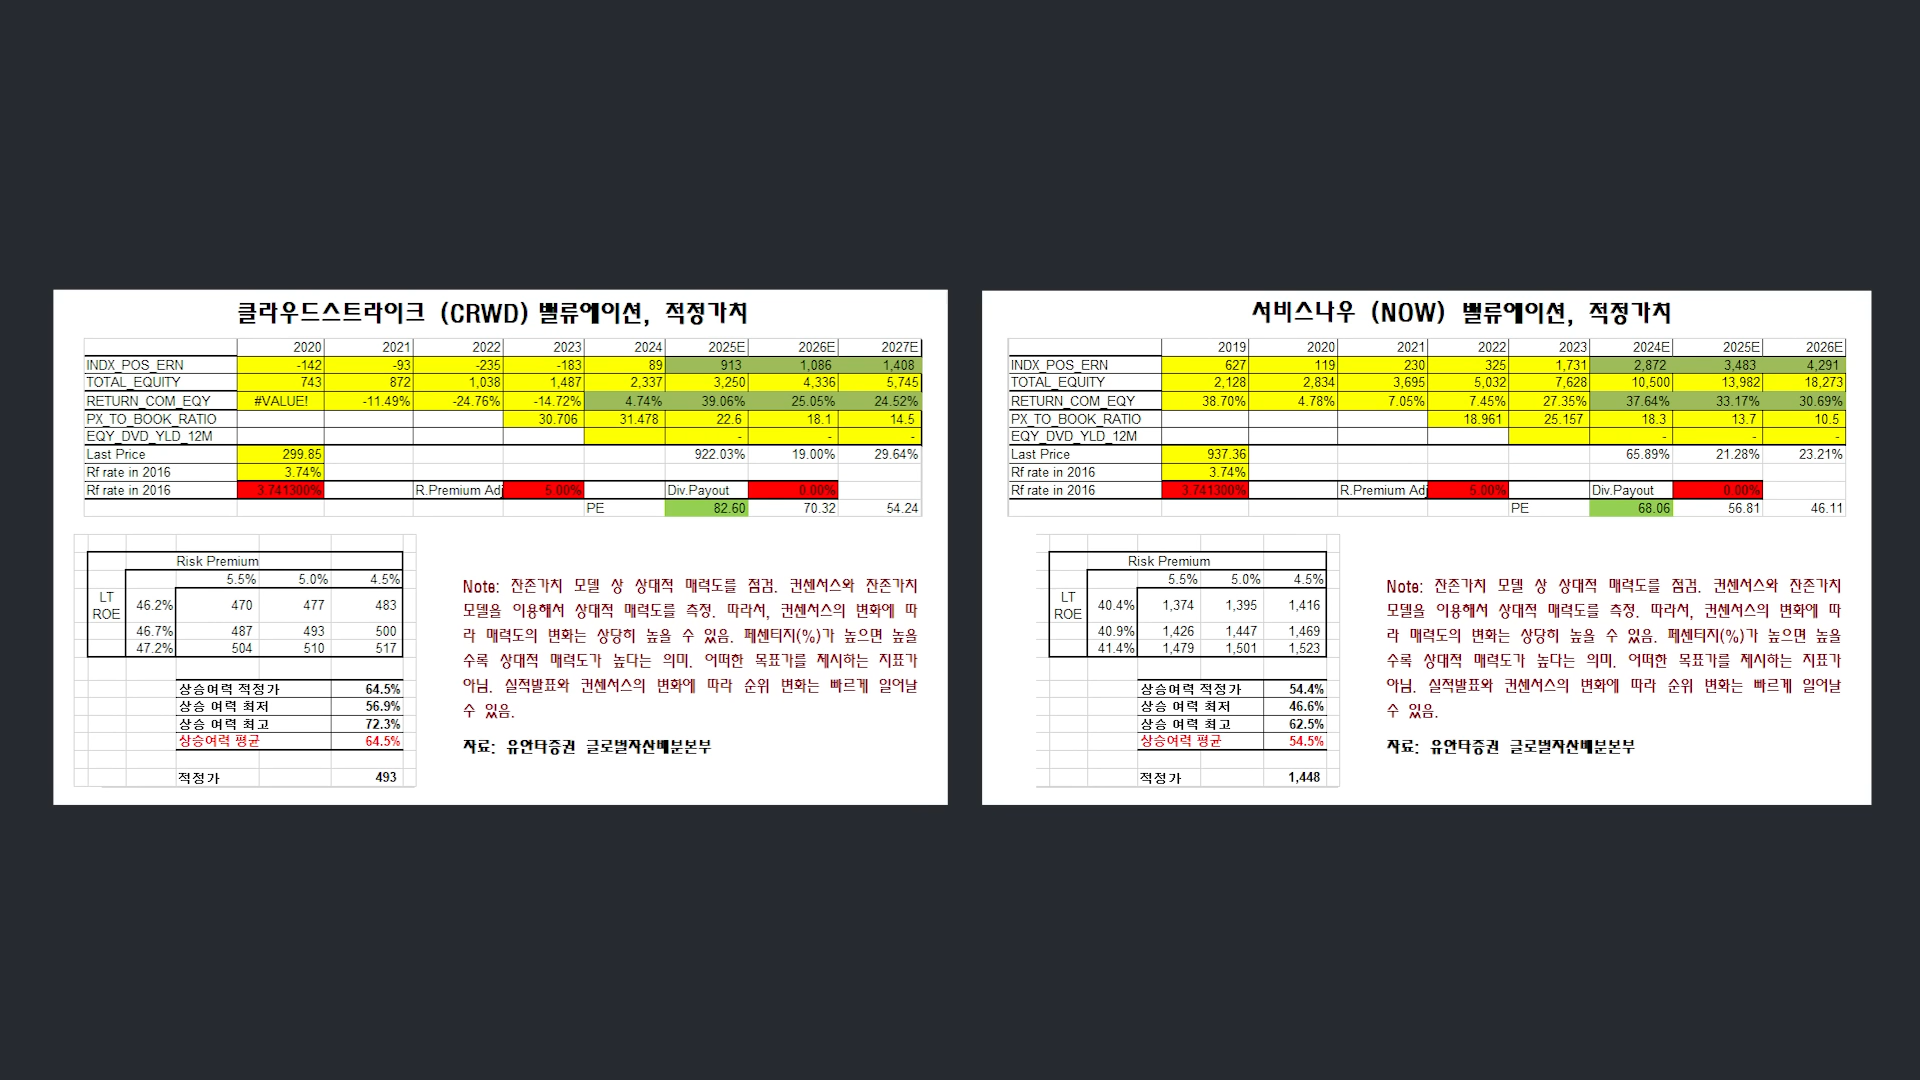 클라우드스트라이크 (CRWD) 밸류에이션, 적정가치
2020 2021 2022 2023 2024 2025E 2026E 2027E
INDX_POS_ERN -142 -93 -235 -183 89 913 1,086 1,408
TOTAL_EQUITY 743 872 1,038 1,487 2,337 3,250 4,336 5,745
RETURN_COM_EQY #VALUE! -11.49% -24.76% -14.72% 4.74% 39.06% 25.05% 24.52%
PX_TO_BOOK_RATIO 30.706 31.478 22.6 18.1 14.5
EQY_DVD_YLD_12M - - -
Last Price 299.85 922.03% 19.00% 29.64%
Rf rate in 2016 3.74%
Rf rate in 2016 3.741300% R.Premium Adj 5.00% Div.Payout 0.00%
PE 82.60 70.32 54.24
Risk Premium
5.5% 5.0% 4.5%
LT ROE
46.2% 470 477 483
46.7% 487 493 500
47.2% 504 510 517
상승여력 적정가 64.5%
상승 여력 최저 56.9%
상승 여력 최고 72.3%
상승여력 평균 64.5%
적정가 493
Note: 잔존가치 모델 상 상대적 매력도를 점검. 컨센서스와 잔존가치
모델을 이용해서 상대적 매력도를 측정. 따라서, 컨센서스의 변화에 따
라 매력도의 변화는 상당히 높을 수 있음. 페센티지(%)가 높으면 높을
수록 상대적 매력도가 높다는 의미. 어떠한 목표가를 제시하는 지표가
아님. 실적발표와 컨센서스의 변화에 따라 순위 변화는 빠르게 일어날
수 있음.
자료: 유안타증권 글로벌자산배분본부
서비스나우 (NOW) 밸류에이션, 적정가치
2019 2020 2021 2022 2023 2024E 2025E 2026E
INDX_POS_ERN 627 119 230 325 1,731 2,872 3,483 4,291
TOTAL_EQUITY 2,128 2,834 3,695 5,032 7,628 10,500 13,982 18,273
RETURN_COM_EQY 38.70% 4.78% 7.05% 7.45% 27.35% 37.64% 33.17% 30.69%
PX_TO_BOOK_RATIO 18.961 25.157 18.3 13.7 10.5
EQY_DVD_YLD_12M - - -
Last Price 937.36 65.89% 21.28% 23.21%
Rf rate in 2016 3.74%
Rf rate in 2016 3.741300% R.Premium Adj 5.00% Div.Payout 0.00%
PE 68.06 56.81 46.11
Risk Premium
5.5% 5.0% 4.5%
LT ROE
40.4% 1,374 1,395 1,416
40.9% 1,426 1,447 1,469
41.4% 1,479 1,501 1,523
상승여력 적정가 54.4%
상승 여력 최저 46.6%
상승 여력 최고 62.5%
상승여력 평균 54.5%
적정가 1,448
Note: 잔존가치 모델 상 상대적 매력도를 점검. 컨센서스와 잔존가치
모델을 이용해서 상대적 매력도를 측정. 따라서, 컨센서스의 변화에 따
라 매력도의 변화는 상당히 높을 수 있음. 페센티지(%)가 높으면 높을
수록 상대적 매력도가 높다는 의미. 어떠한 목표가를 제시하는 지표가
아님. 실적발표와 컨센서스의 변화에 따라 순위 변화는 빠르게 일어날
수 있음.
자료: 유안타증권 글로벌자산배분본부